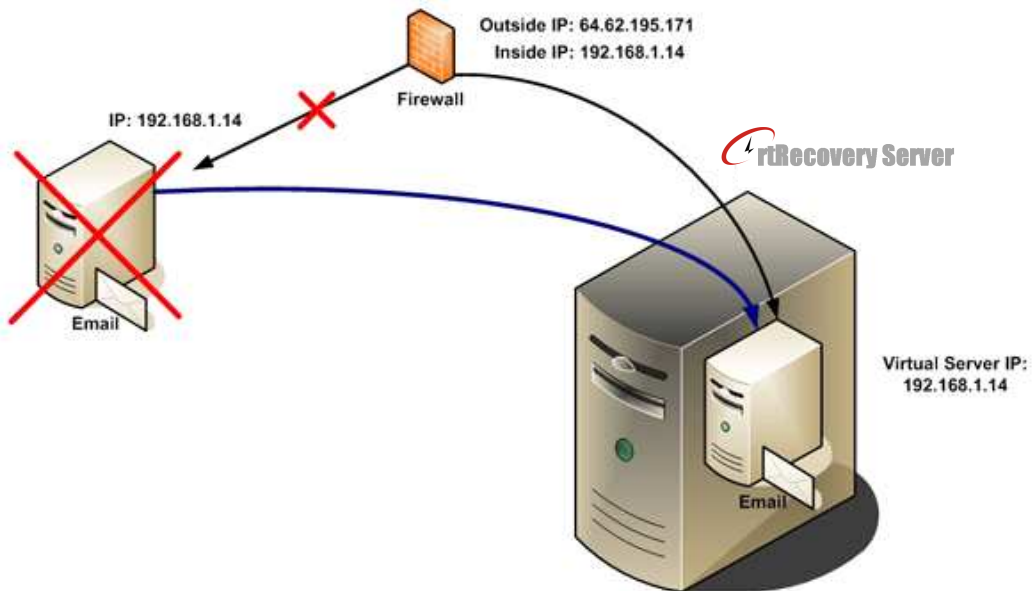 Outside IP: 64.62.195.171
Inside IP: 192.168.1.14
Firewall
IP: 192.168.1.14
rtRecovery Server
Email
Virtual Server IP:
192.168.1.14
Email